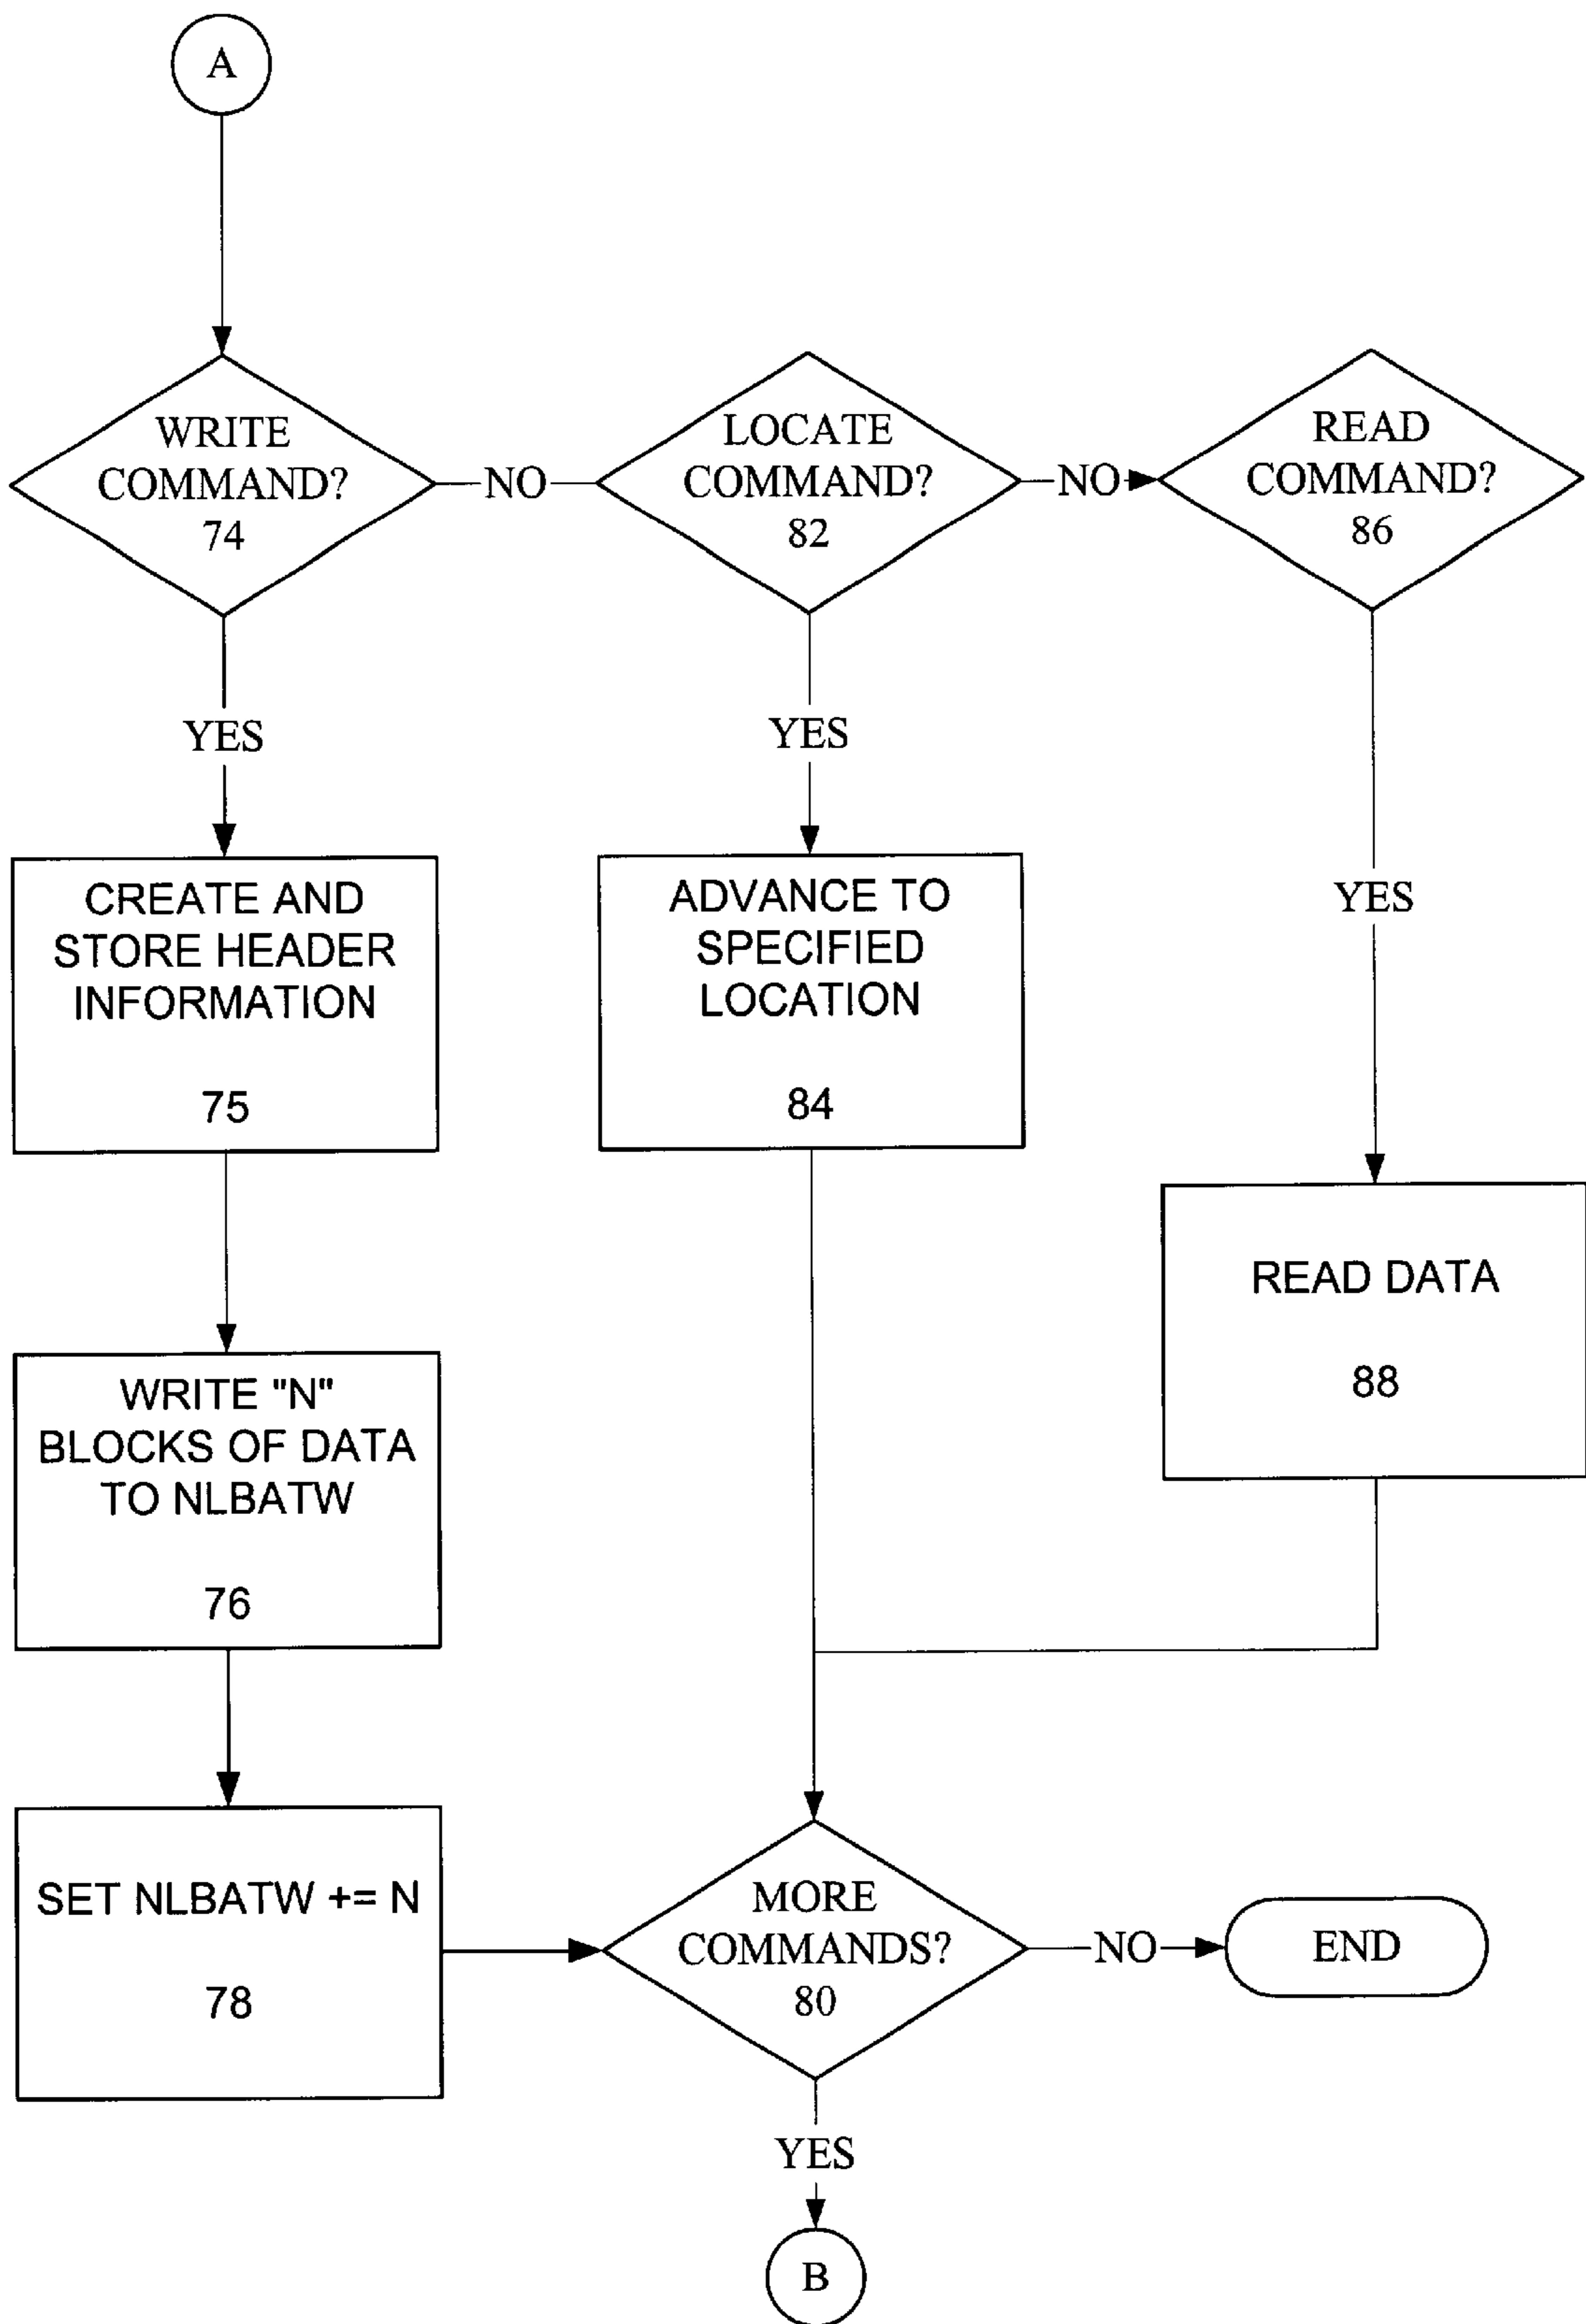 A
WRITE
COMMAND?
74
NO
LOCATE
COMMAND?
82
NO
READ
COMMAND?
86
YES
YES
YES
CREATE AND
STORE HEADER
INFORMATION
75
ADVANCE TO
SPECIFIED
LOCATION
84
READ DATA
88
WRITE "N"
BLOCKS OF DATA
TO NLBATW
76
SET NLBATW += N
78
MORE
COMMANDS?
80
NO
END
YES
B